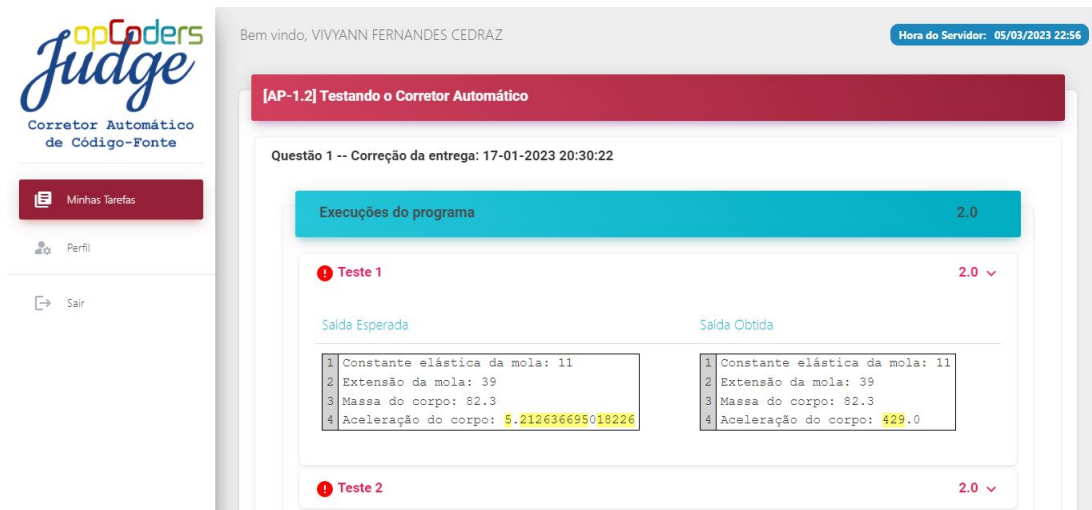 opCoders
Judge
Corretor Automático
de Código-Fonte
Minhas Tarefas
Perfil
Sair
Bem vindo, VIVYANN FERNANDES CEDRAZ
Hora do Servidor: 05/03/2023 22:56
[AP-1.2] Testando o Corretor Automático
Questão 1 -- Correção da entrega: 17-01-2023 20:30:22
Execuções do programa 2.0
Teste 1 2.0
Saída Esperada
1 Constante elástica da mola: 11
2 Extensão da mola: 39
3 Massa do corpo: 82.3
4 Aceleração do corpo: 5.212636695018226
Saída Obtida
1 Constante elástica da mola: 11
2 Extensão da mola: 39
3 Massa do corpo: 82.3
4 Aceleração do corpo: 429.0
Teste 2 2.0